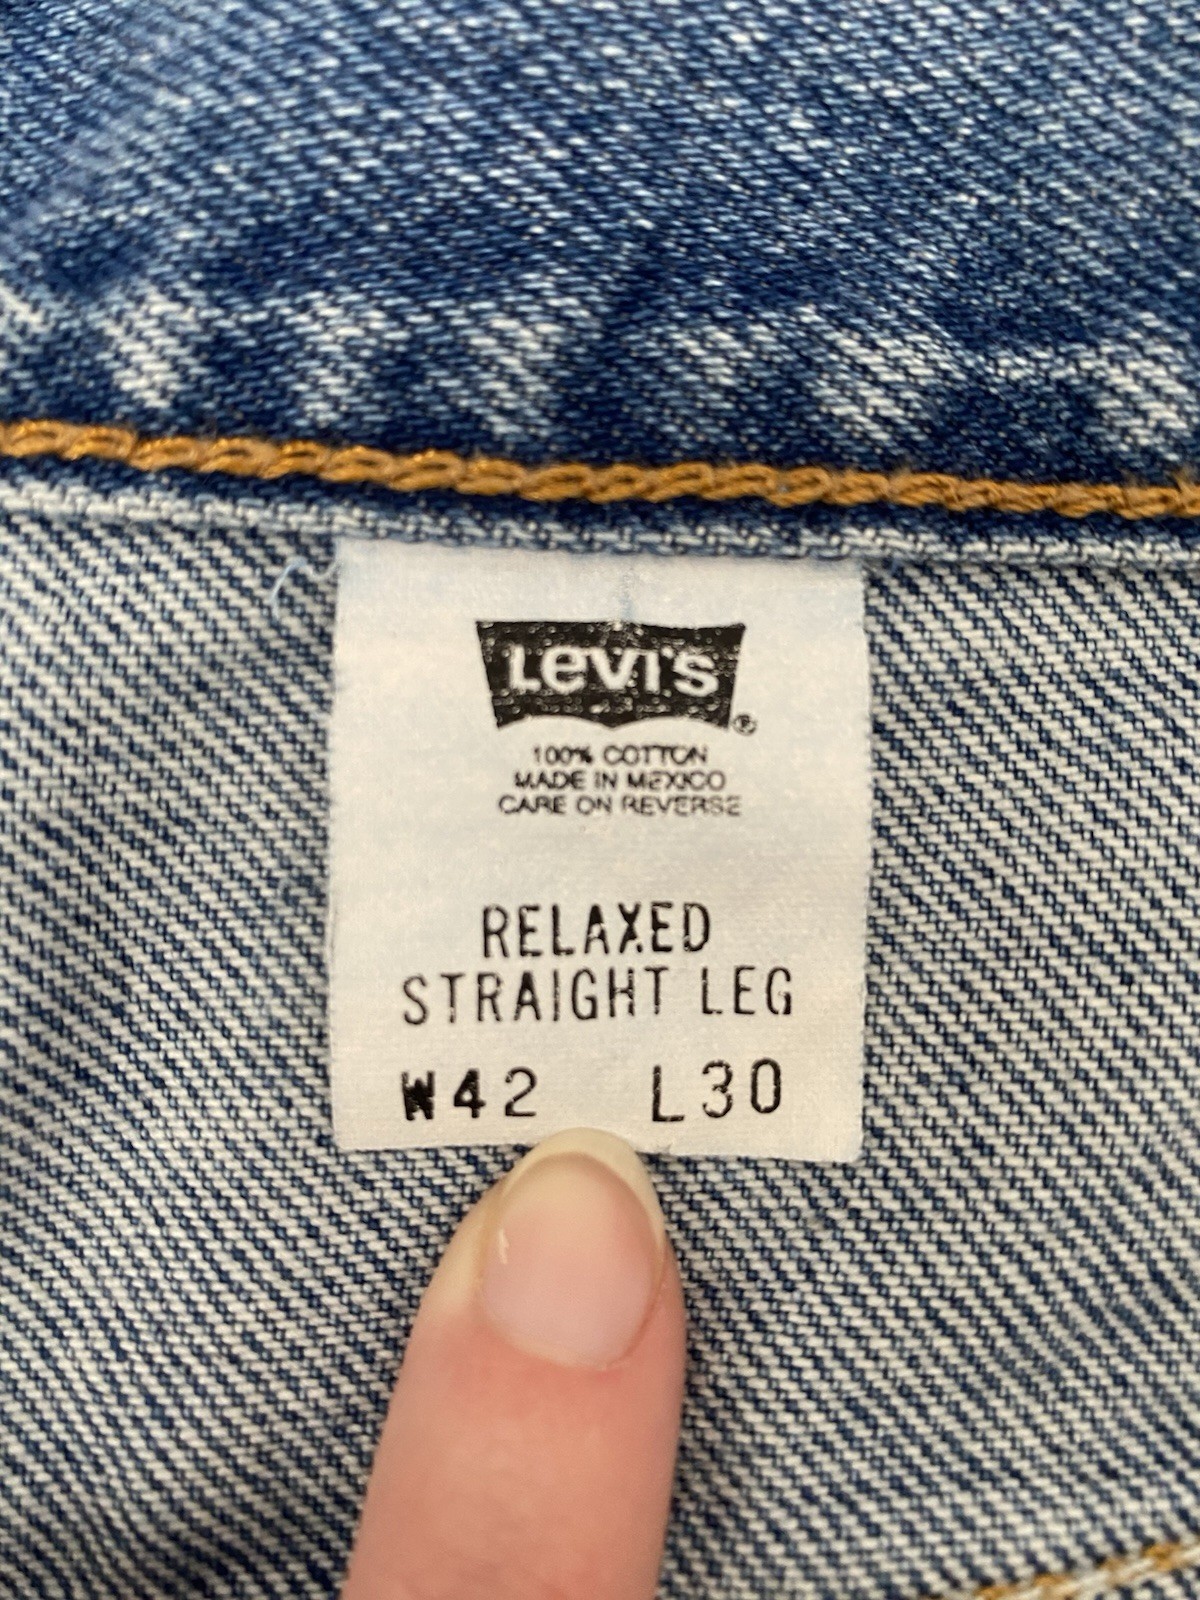 LEVI'S ®
100% COTTON
MADE IN MEXICO
CARE ON REVERSE
RELAXED
STRAIGHT LEG
W42 L30